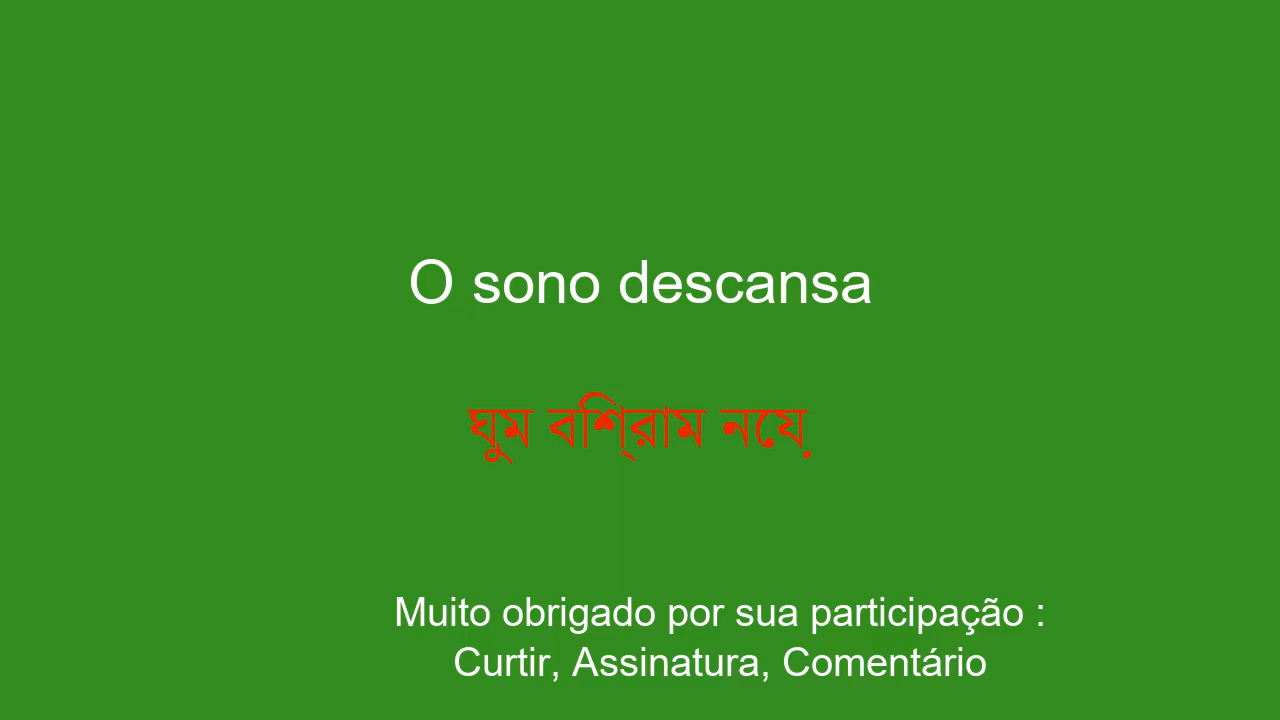 O sono descansa
ঘুম বিশ্রাম নেয়
Muito obrigado por sua participação :
Curtir, Assinatura, Comentário